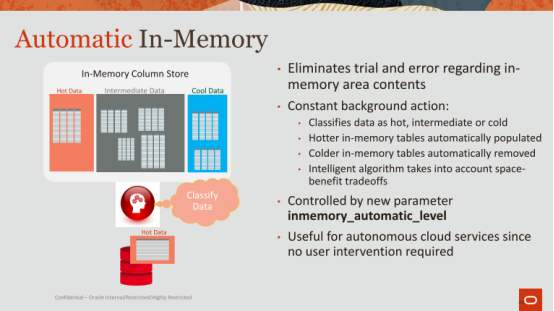 Automatic In-Memory
In-Memory Column Store
Hot Data
Intermediate Data
Cool Data
Classify
Data
Hot Data
• Eliminates trial and error regarding in-
memory area contents
• Constant background action:
• Classifies data as hot, intermediate or cold
• Hotter in-memory tables automatically populated
• Colder in-memory tables automatically removed
• Intelligent algorithm takes into account space-
benefit tradeoffs
• Controlled by new parameter
inmemory_automatic_level
• Useful for autonomous cloud services since
no user intervention required
Confidential – Oracle Internal/Restricted/Highly Restricted